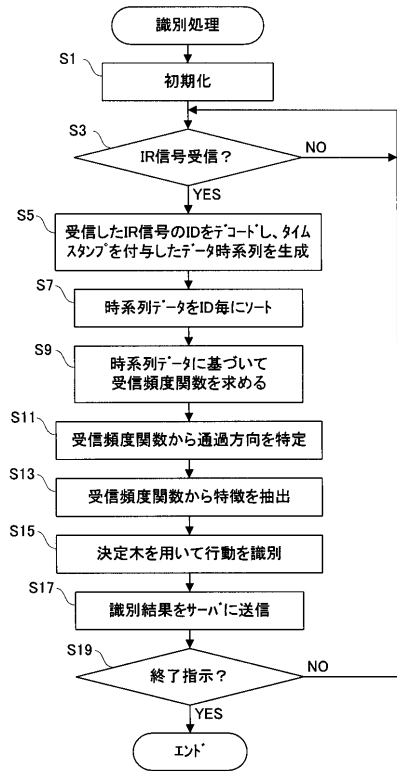 識別処理
S1
初期化
S3
IR信号受信？
NO
YES
S5
受信したIR信号のIDをデコードし、タイム
スタンプを付与したデータ時系列を生成
S7
時系列データをID毎にソート
S9
時系列データに基づいて
受信頻度関数を求める
S11
受信頻度関数から通過方向を特定
S13
受信頻度関数から特徴を抽出
S15
決定木を用いて行動を識別
S17
識別結果をサーバに送信
S19
終了指示？
NO
YES
エンド